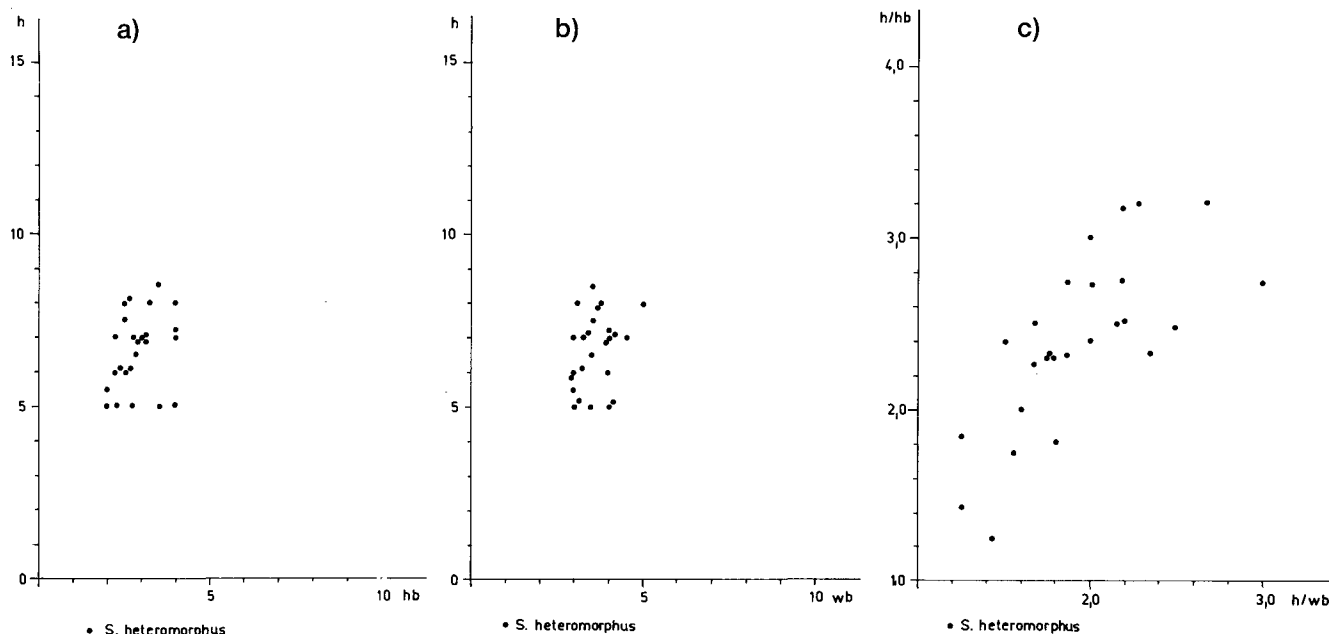 a)
h
15
10
5
0
5
10
hb
• S. heteromorphus
b)
h
15
10
5
0
5
10
wb
• S. heteromorphus
c)
h/hb
4,0
3,0
2,0
1,0
2,0
3,0
h/wb
• S. heteromorphus